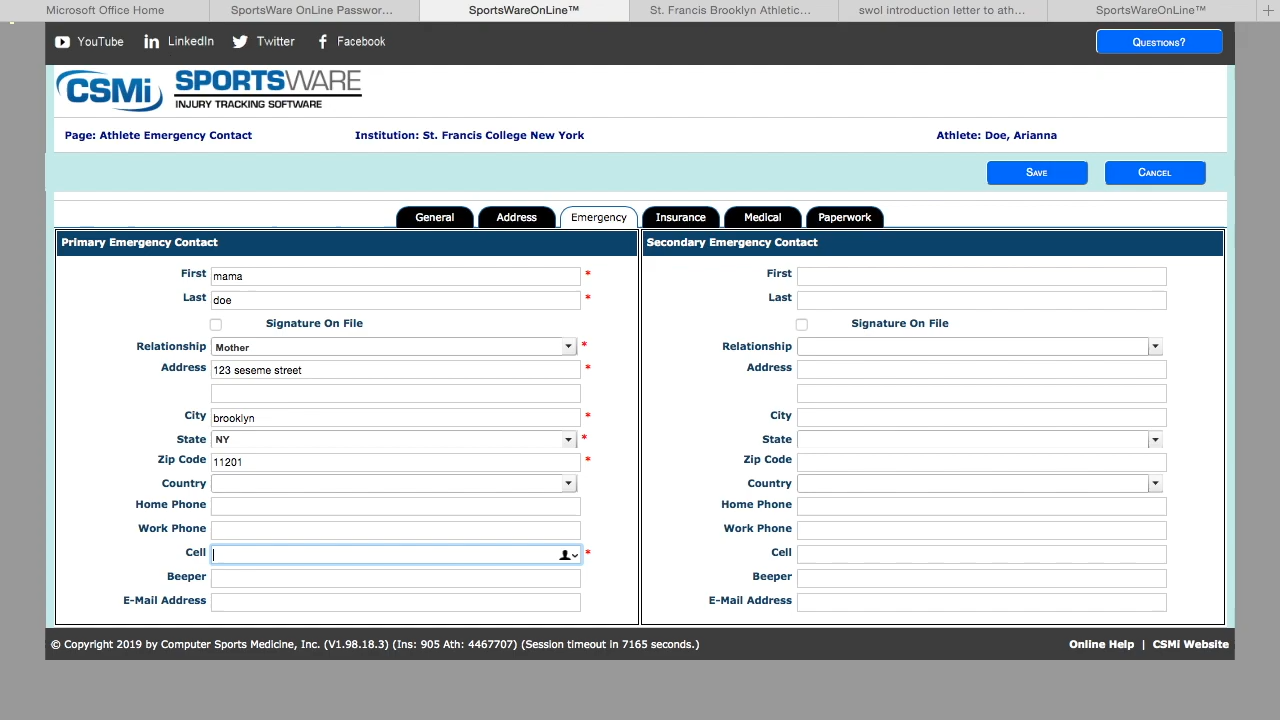 Microsoft Office Home
SportsWare OnLine Passwor...
SportsWareOnLine™
St. Francis Brooklyn Athletic...
swol introduction letter to ath...
SportsWareOnLine™
YouTube
LinkedIn
Twitter
Facebook
Questions?
CSMi SPORTSWARE
INJURY TRACKING SOFTWARE
Page: Athlete Emergency Contact
Institution: St. Francis College New York
Athlete: Doe, Arianna
Save
Cancel
General
Address
Emergency
Insurance
Medical
Paperwork
Primary Emergency Contact
First mama *
Last doe *
Signature On File
Relationship Mother *
Address 123 seseme street *
City brooklyn *
State NY *
Zip Code 11201 *
Country
Home Phone
Work Phone
Cell *
Beeper
E-Mail Address
Secondary Emergency Contact
First
Last
Signature On File
Relationship
Address
City
State
Zip Code
Country
Home Phone
Work Phone
Cell
Beeper
E-Mail Address
© Copyright 2019 by Computer Sports Medicine, Inc. (V1.98.18.3) (Ins: 905 Ath: 4467707) (Session timeout in 7165 seconds.)
Online Help | CSMi Website